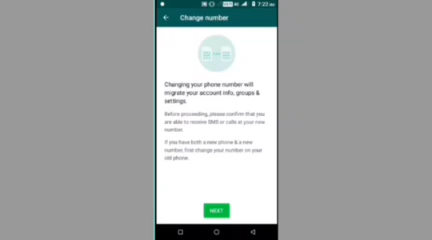 7:22 AM
Change number
Changing your phone number will
migrate your account info, groups &
settings.
Before proceeding, please confirm that you
are able to receive SMS or calls at your new
number.
If you have both a new phone & a new
number, first change your number on your
old phone.
NEXT